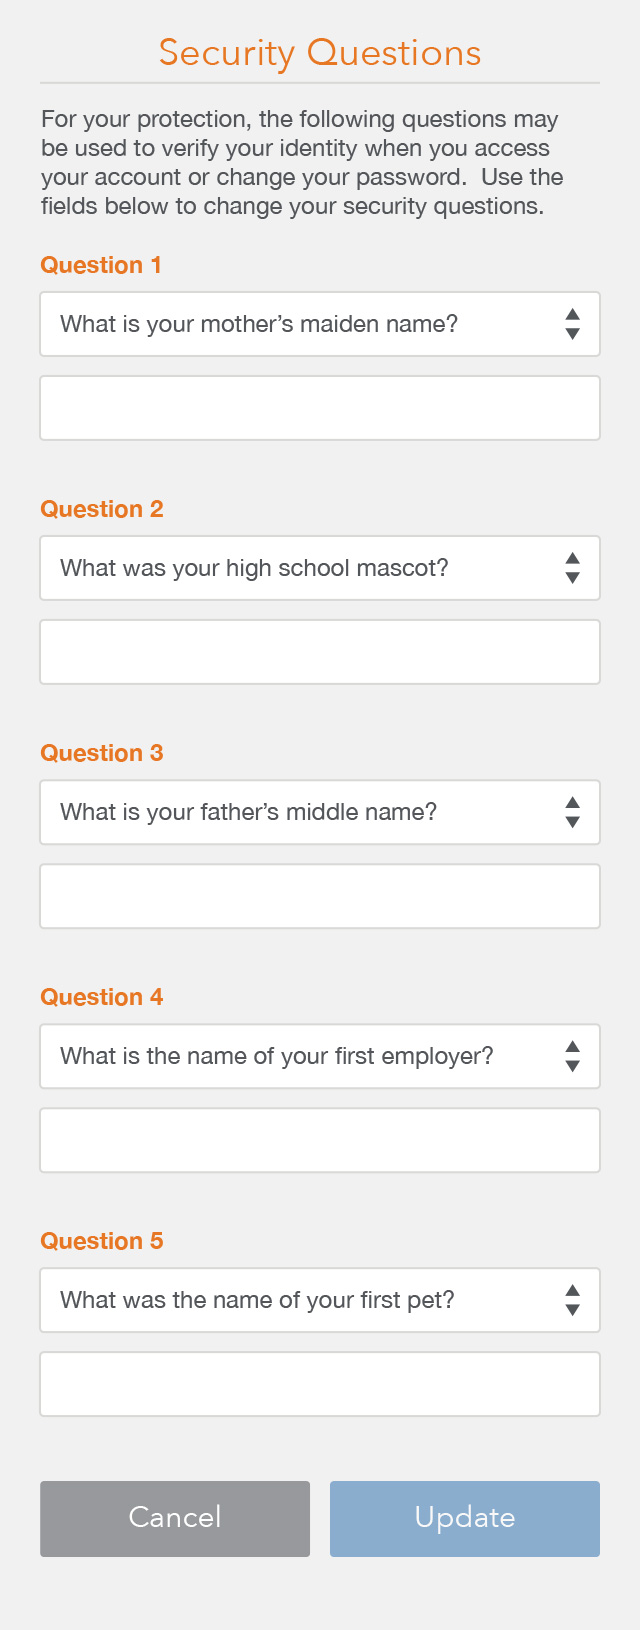 Security Questions
For your protection, the following questions may
be used to verify your identity when you access
your account or change your password.  Use the
fields below to change your security questions.
Question 1
What is your mother’s maiden name?
Question 2
What was your high school mascot?
Question 3
What is your father’s middle name?
Question 4
What is the name of your first employer?
Question 5
What was the name of your first pet?
Cancel
Update